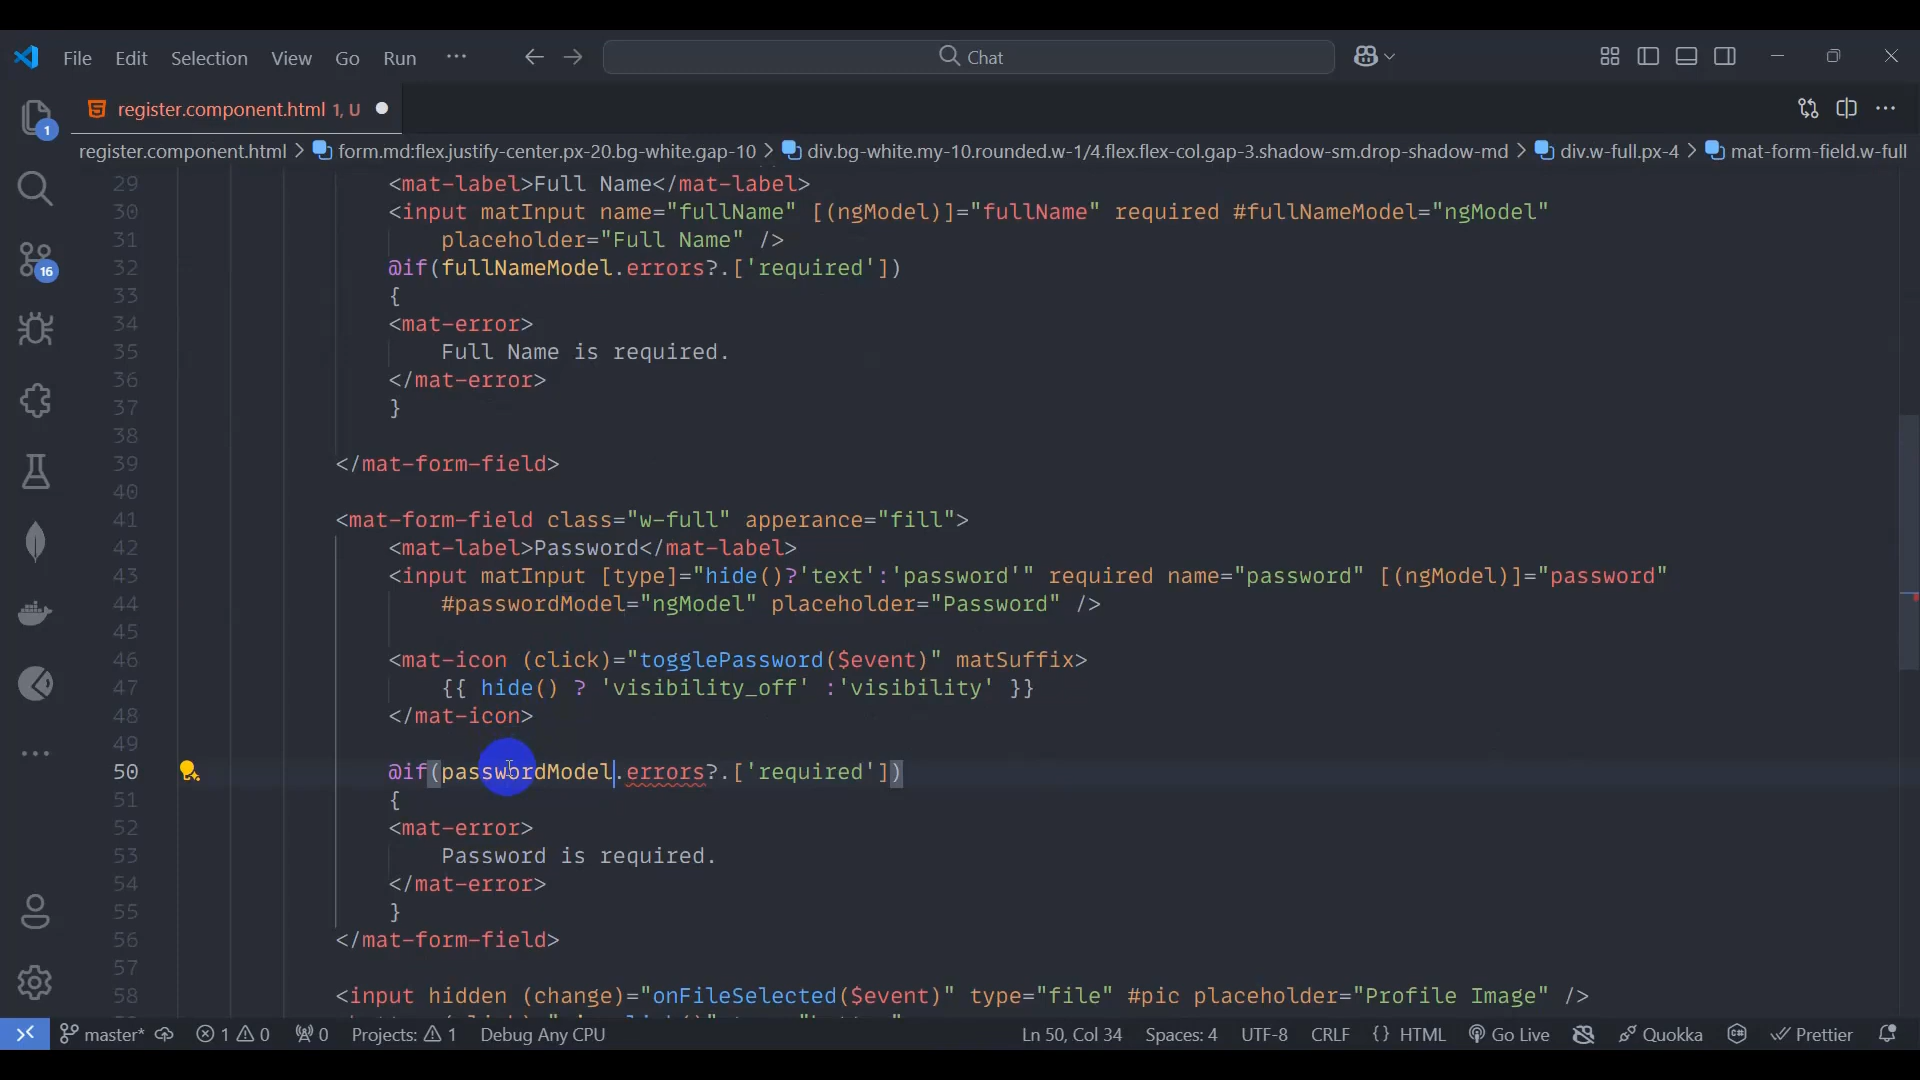 File Edit Selection View Go Run ··· Chat
register.component.html 1, U
register.component.html > form.md:flex.justify-center.px-20.bg-white.gap-10 > div.bg-white.my-10.rounded.w-1/4.flex.flex-col.gap-3.shadow-sm.drop-shadow-md > div.w-full.px-4 > mat-form-field.w-full
1
16
29 <mat-label>Full Name</mat-label>
30 <input matInput name="fullName" [(ngModel)]="fullName" required #fullNameModel="ngModel"
31 placeholder="Full Name" />
32 @if(fullNameModel.errors?.['required'])
33 {
34 <mat-error>
35 Full Name is required.
36 </mat-error>
37 }
38
39 </mat-form-field>
40
41 <mat-form-field class="w-full" apperance="fill">
42 <mat-label>Password</mat-label>
43 <input matInput [type]="hide()?'text':'password'" required name="password" [(ngModel)]="password"
44 #passwordModel="ngModel" placeholder="Password" />
45
46 <mat-icon (click)="togglePassword($event)" matSuffix>
47 {{ hide() ? 'visibility_off' :'visibility' }}
48 </mat-icon>
49
50 @if(passwordModel.errors?.['required'])
51 {
52 <mat-error>
53 Password is required.
54 </mat-error>
55 }
56 </mat-form-field>
57
58 <input hidden (change)="onFileSelected($event)" type="file" #pic placeholder="Profile Image" />
master* 1 0 0 Projects: 1 Debug Any CPU Ln 50, Col 34 Spaces: 4 UTF-8 CRLF {} HTML Go Live Quokka Prettier